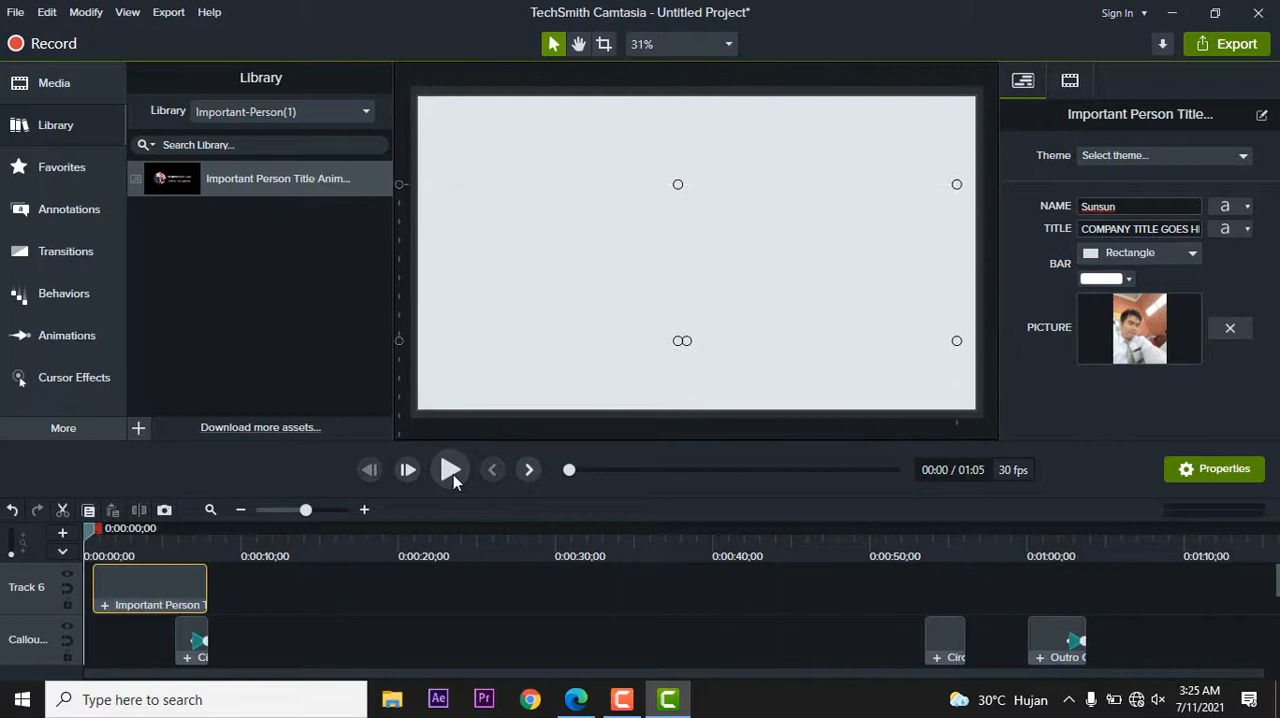 File Edit Modify View Export Help TechSmith Camtasia - Untitled Project* Sign In
Record 31% Export
Media
Library
Favorites
Annotations
Transitions
Behaviors
Animations
Cursor Effects
More
Library
Library Important-Person(1)
Search Library...
Important Person Title Anim...
Download more assets...
Important Person Title...
Theme Select theme...
NAME Sunsun a
TITLE COMPANY TITLE GOES a
BAR Rectangle
PICTURE
00:00 / 01:05 30 fps Properties
0:00:00;00
0:00:00;00 0:00:10;00 0:00:20;00 0:00:30;00 0:00:40;00 0:00:50;00 0:01:00;00 0:01:10;00
Track 6 + Important Person T
Callou... + Ci + Circ + Outro C
Type here to search Ae Pr 30°C Hujan 3:25 AM
7/11/2021